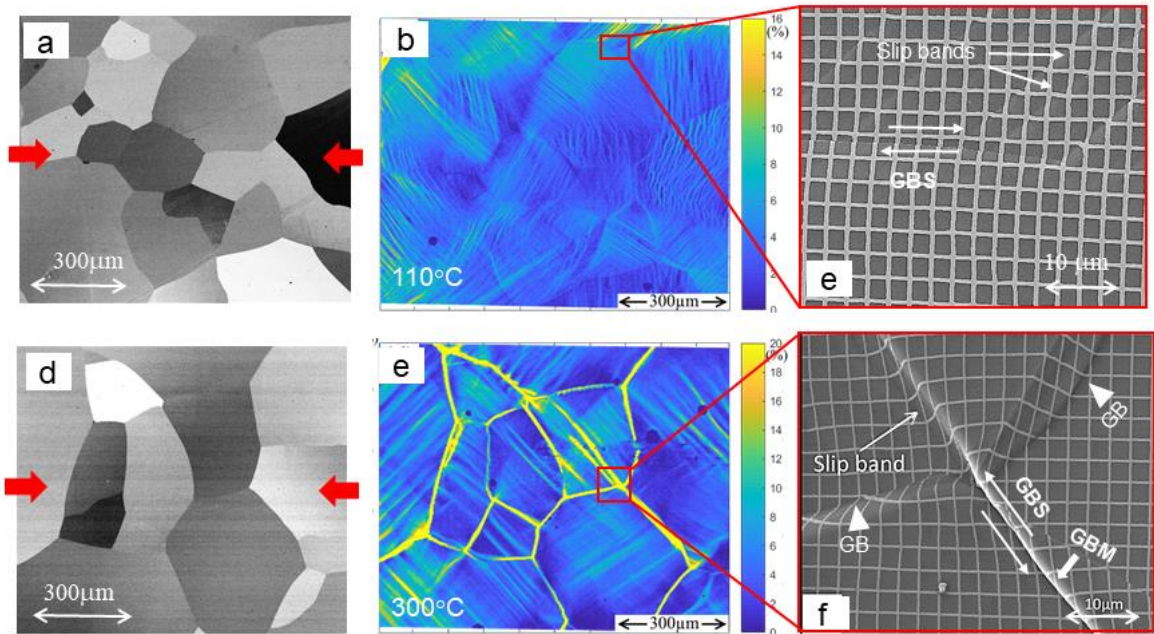 a
300μm
b
110°C
300μm
16
(%)
14
12
10
8
6
4
2
0
Slip bands
GBS
10 μm
e
d
300μm
e
300°C
300μm
20
(%)
18
16
14
12
10
8
6
4
2
0
GB
Slip band
GBS
GB
GBM
10μm
f